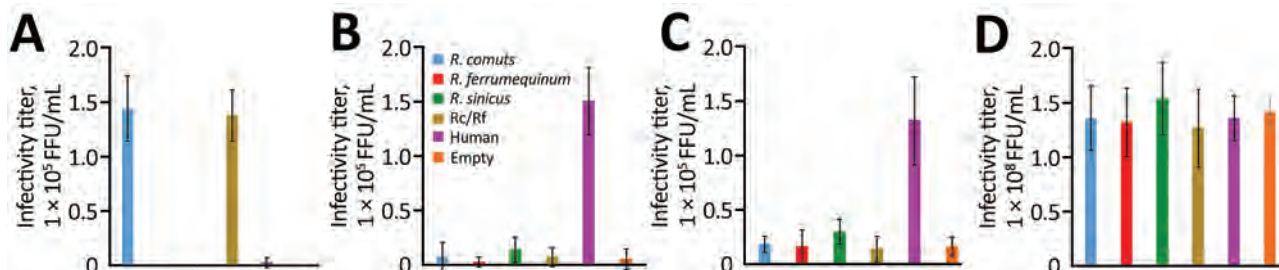 A
Infectivity titer,
1 × 10⁵ FFU/mL
2.0
1.5
1.0
0.5
0
B
Infectivity titer,
1 × 10⁵ FFU/mL
2.0
1.5
1.0
0.5
0
R. comuts
R. ferrumequinum
R. sinicus
Rc/Rf
Human
Empty
C
Infectivity titer,
1 × 10⁵ FFU/mL
2.0
1.5
1.0
0.5
0
D
Infectivity titer,
1 × 10⁸ FFU/mL
2.0
1.5
1.0
0.5
0